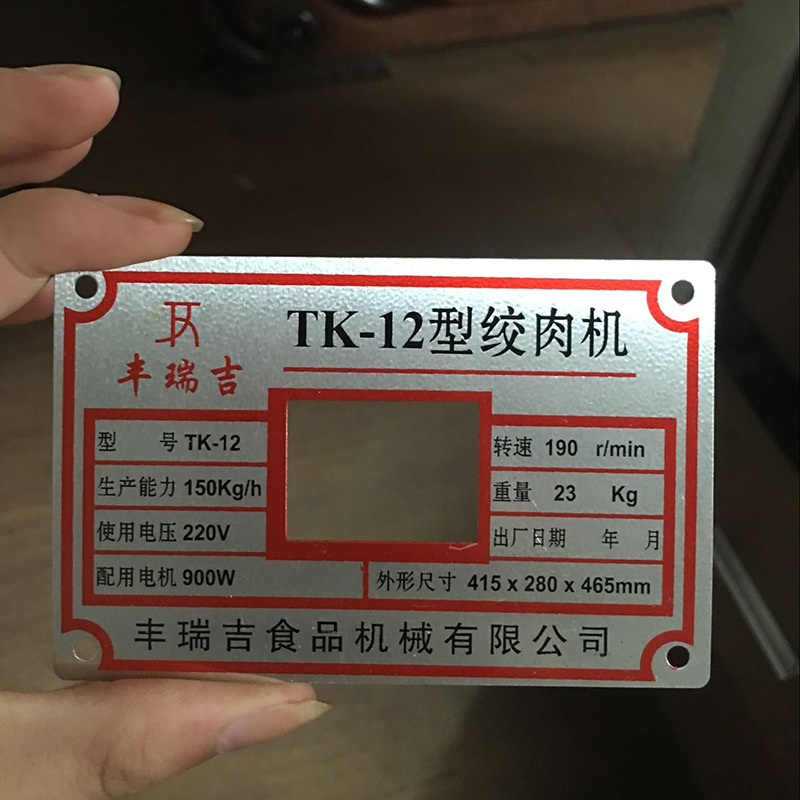 TK-12型绞肉机
丰瑞吉
型 号 TK-12
转速 190 r/min
生产能力 150Kg/h
重量 23 Kg
使用电压 220V
出厂日期 年 月
配用电机 900W
外形尺寸 415 x 280 x 465mm
丰瑞吉食品机械有限公司